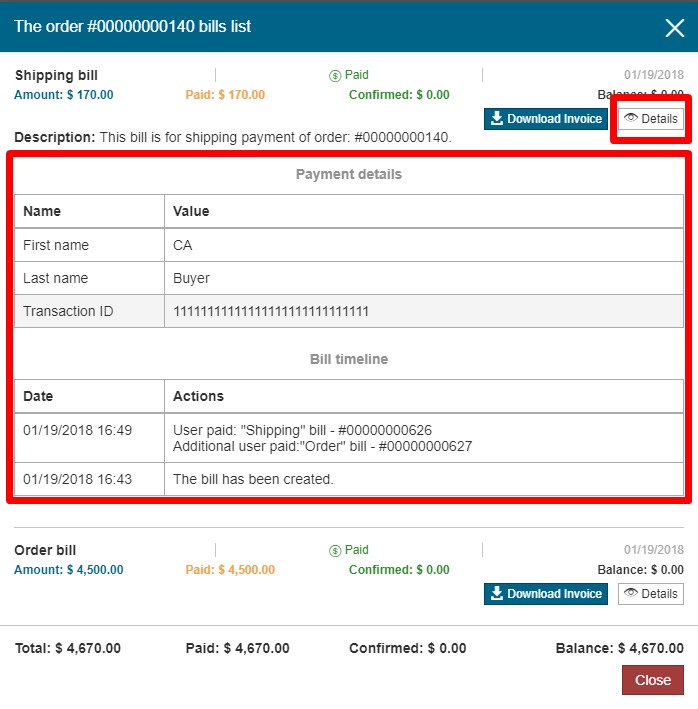 The order #00000000140 bills list
Shipping bill Paid 01/19/2018
Amount: $ 170.00 Paid: $ 170.00 Confirmed: $ 0.00 Balance: $ 0.00
Download Invoice Details
Description: This bill is for shipping payment of order: #00000000140.
Payment details
Name Value
First name CA
Last name Buyer
Transaction ID 11111111111111111111111111111
Bill timeline
Date Actions
01/19/2018 16:49 User paid: "Shipping" bill - #00000000626
Additional user paid:"Order" bill - #00000000627
01/19/2018 16:43 The bill has been created.
Order bill Paid 01/19/2018
Amount: $ 4,500.00 Paid: $ 4,500.00 Confirmed: $ 0.00 Balance: $ 0.00
Download Invoice Details
Total: $ 4,670.00 Paid: $ 4,670.00 Confirmed: $ 0.00 Balance: $ 4,670.00
Close